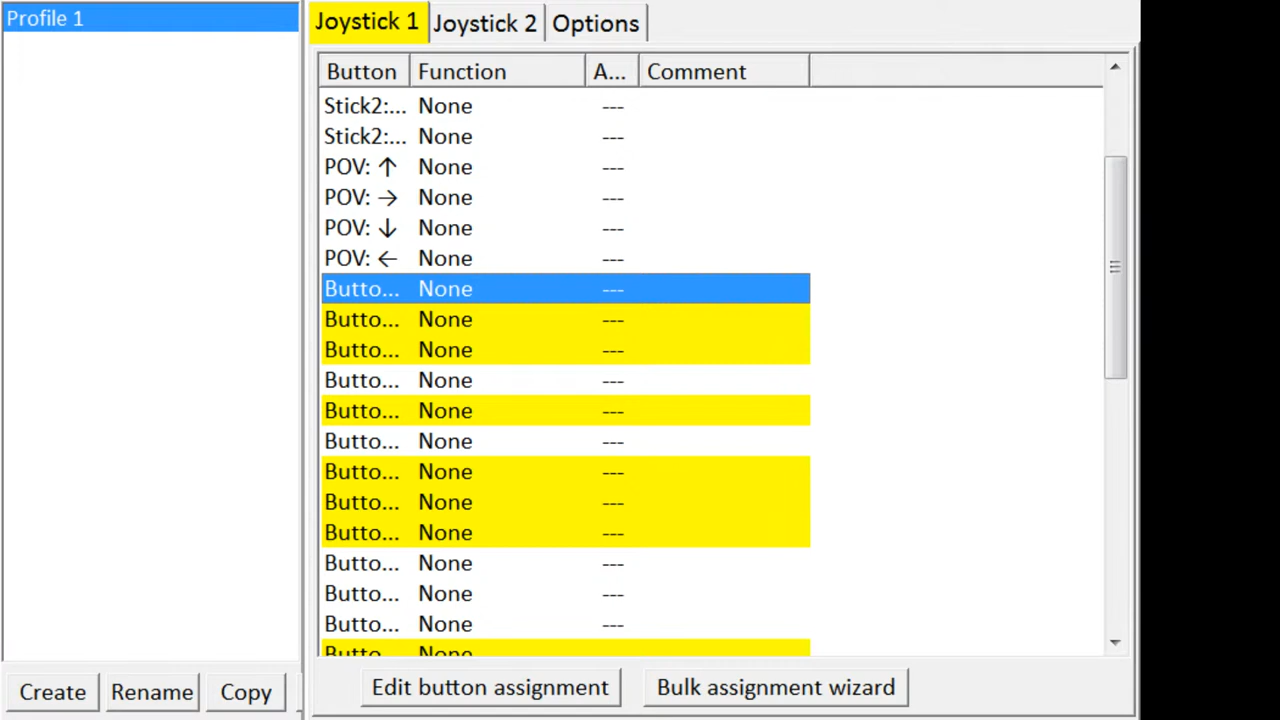 Profile 1
Joystick 1 Joystick 2 Options
Button Function A... Comment
Stick2:... None ---
Stick2:... None ---
POV: ↑ None ---
POV: → None ---
POV: ↓ None ---
POV: ← None ---
Butto... None ---
Butto... None ---
Butto... None ---
Butto... None ---
Butto... None ---
Butto... None ---
Butto... None ---
Butto... None ---
Butto... None ---
Butto... None ---
Butto... None ---
Butto... None ---
Butto... None
Create Rename Copy Edit button assignment Bulk assignment wizard